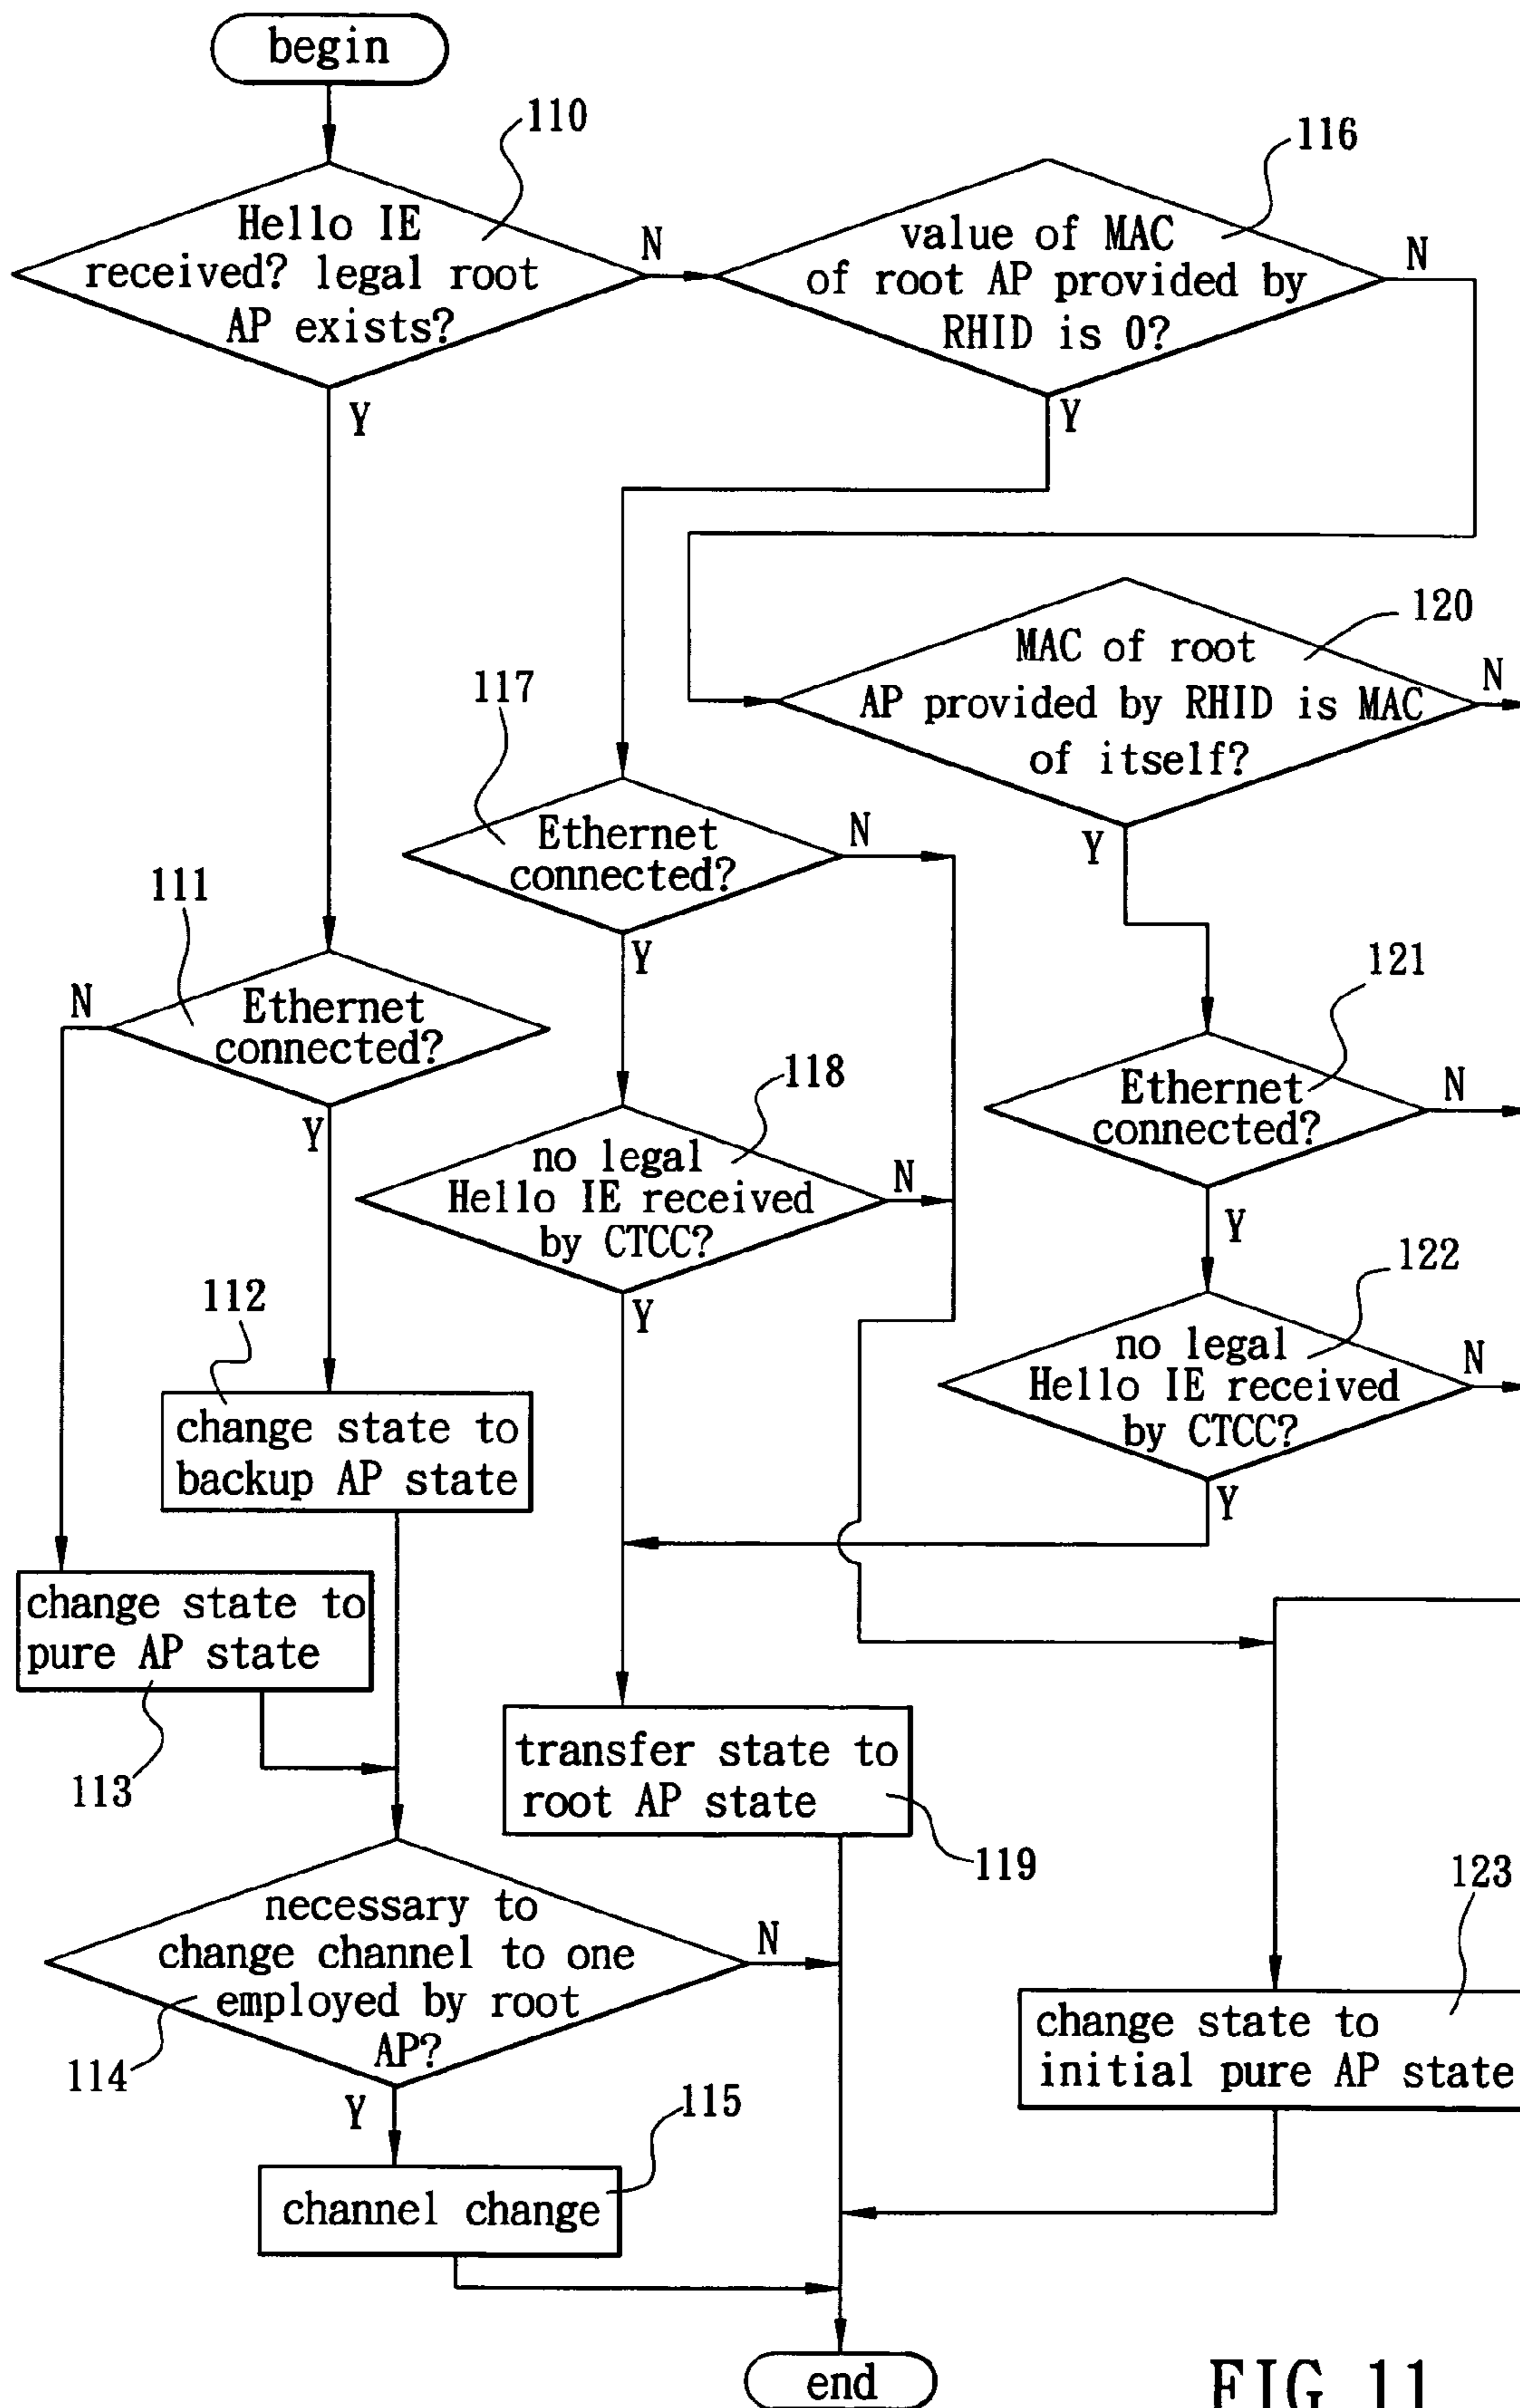 begin
110
Hello IE
received? legal root
AP exists?
N
Y
116
value of MAC
of root AP provided by
RHID is 0?
N
Y
120
MAC of root
AP provided by RHID is MAC
of itself?
N
Y
117
Ethernet
connected?
N
Y
111
Ethernet
connected?
N
Y
121
Ethernet
connected?
N
Y
118
no legal
Hello IE received
by CTCC?
N
Y
122
no legal
Hello IE received
by CTCC?
N
Y
112
change state to
backup AP state
change state to
pure AP state
113
transfer state to
root AP state
119
necessary to
change channel to one
employed by root
AP?
114
N
Y
123
change state to
initial pure AP state
115
channel change
end
FIG 11